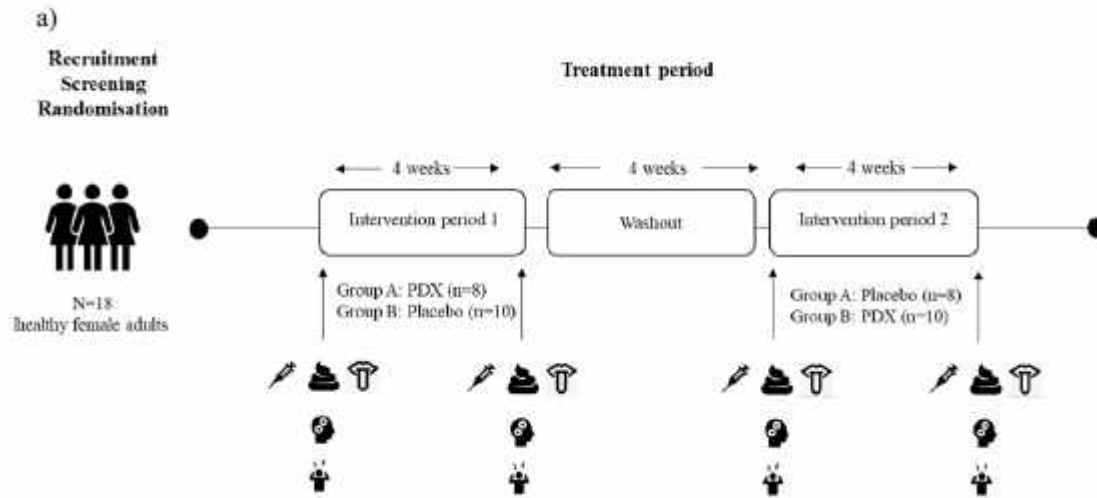 a)
Recruitment
Screening
Randomisation
Treatment period
4 weeks
4 weeks
4 weeks
Intervention period 1
Washout
Intervention period 2
Group A: PDX (n=8)
Group B: Placebo (n=10)
Group A: Placebo (n=8)
Group B: PDX (n=10)
N=18
healthy female adults